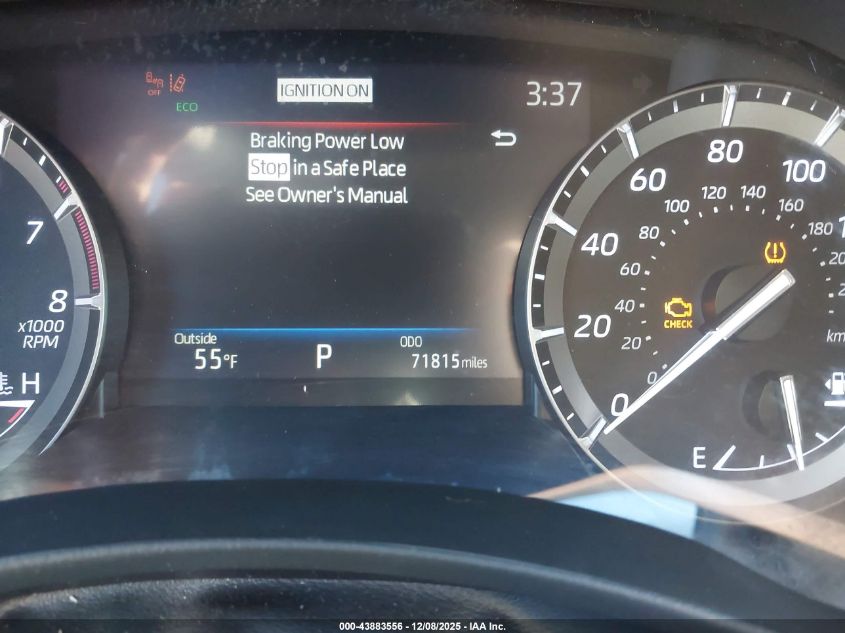 OFF
ECO
IGNITION ON
3:37
Braking Power Low
Stop in a Safe Place
See Owner's Manual
Outside
55°F
P
ODO
71815 miles
7
8
x1000
RPM
H
0
20
40
60
80
100
0
20
40
60
80
100
120
140
160
180
CHECK
E
000-43883556 - 12/08/2025 - IAA Inc.